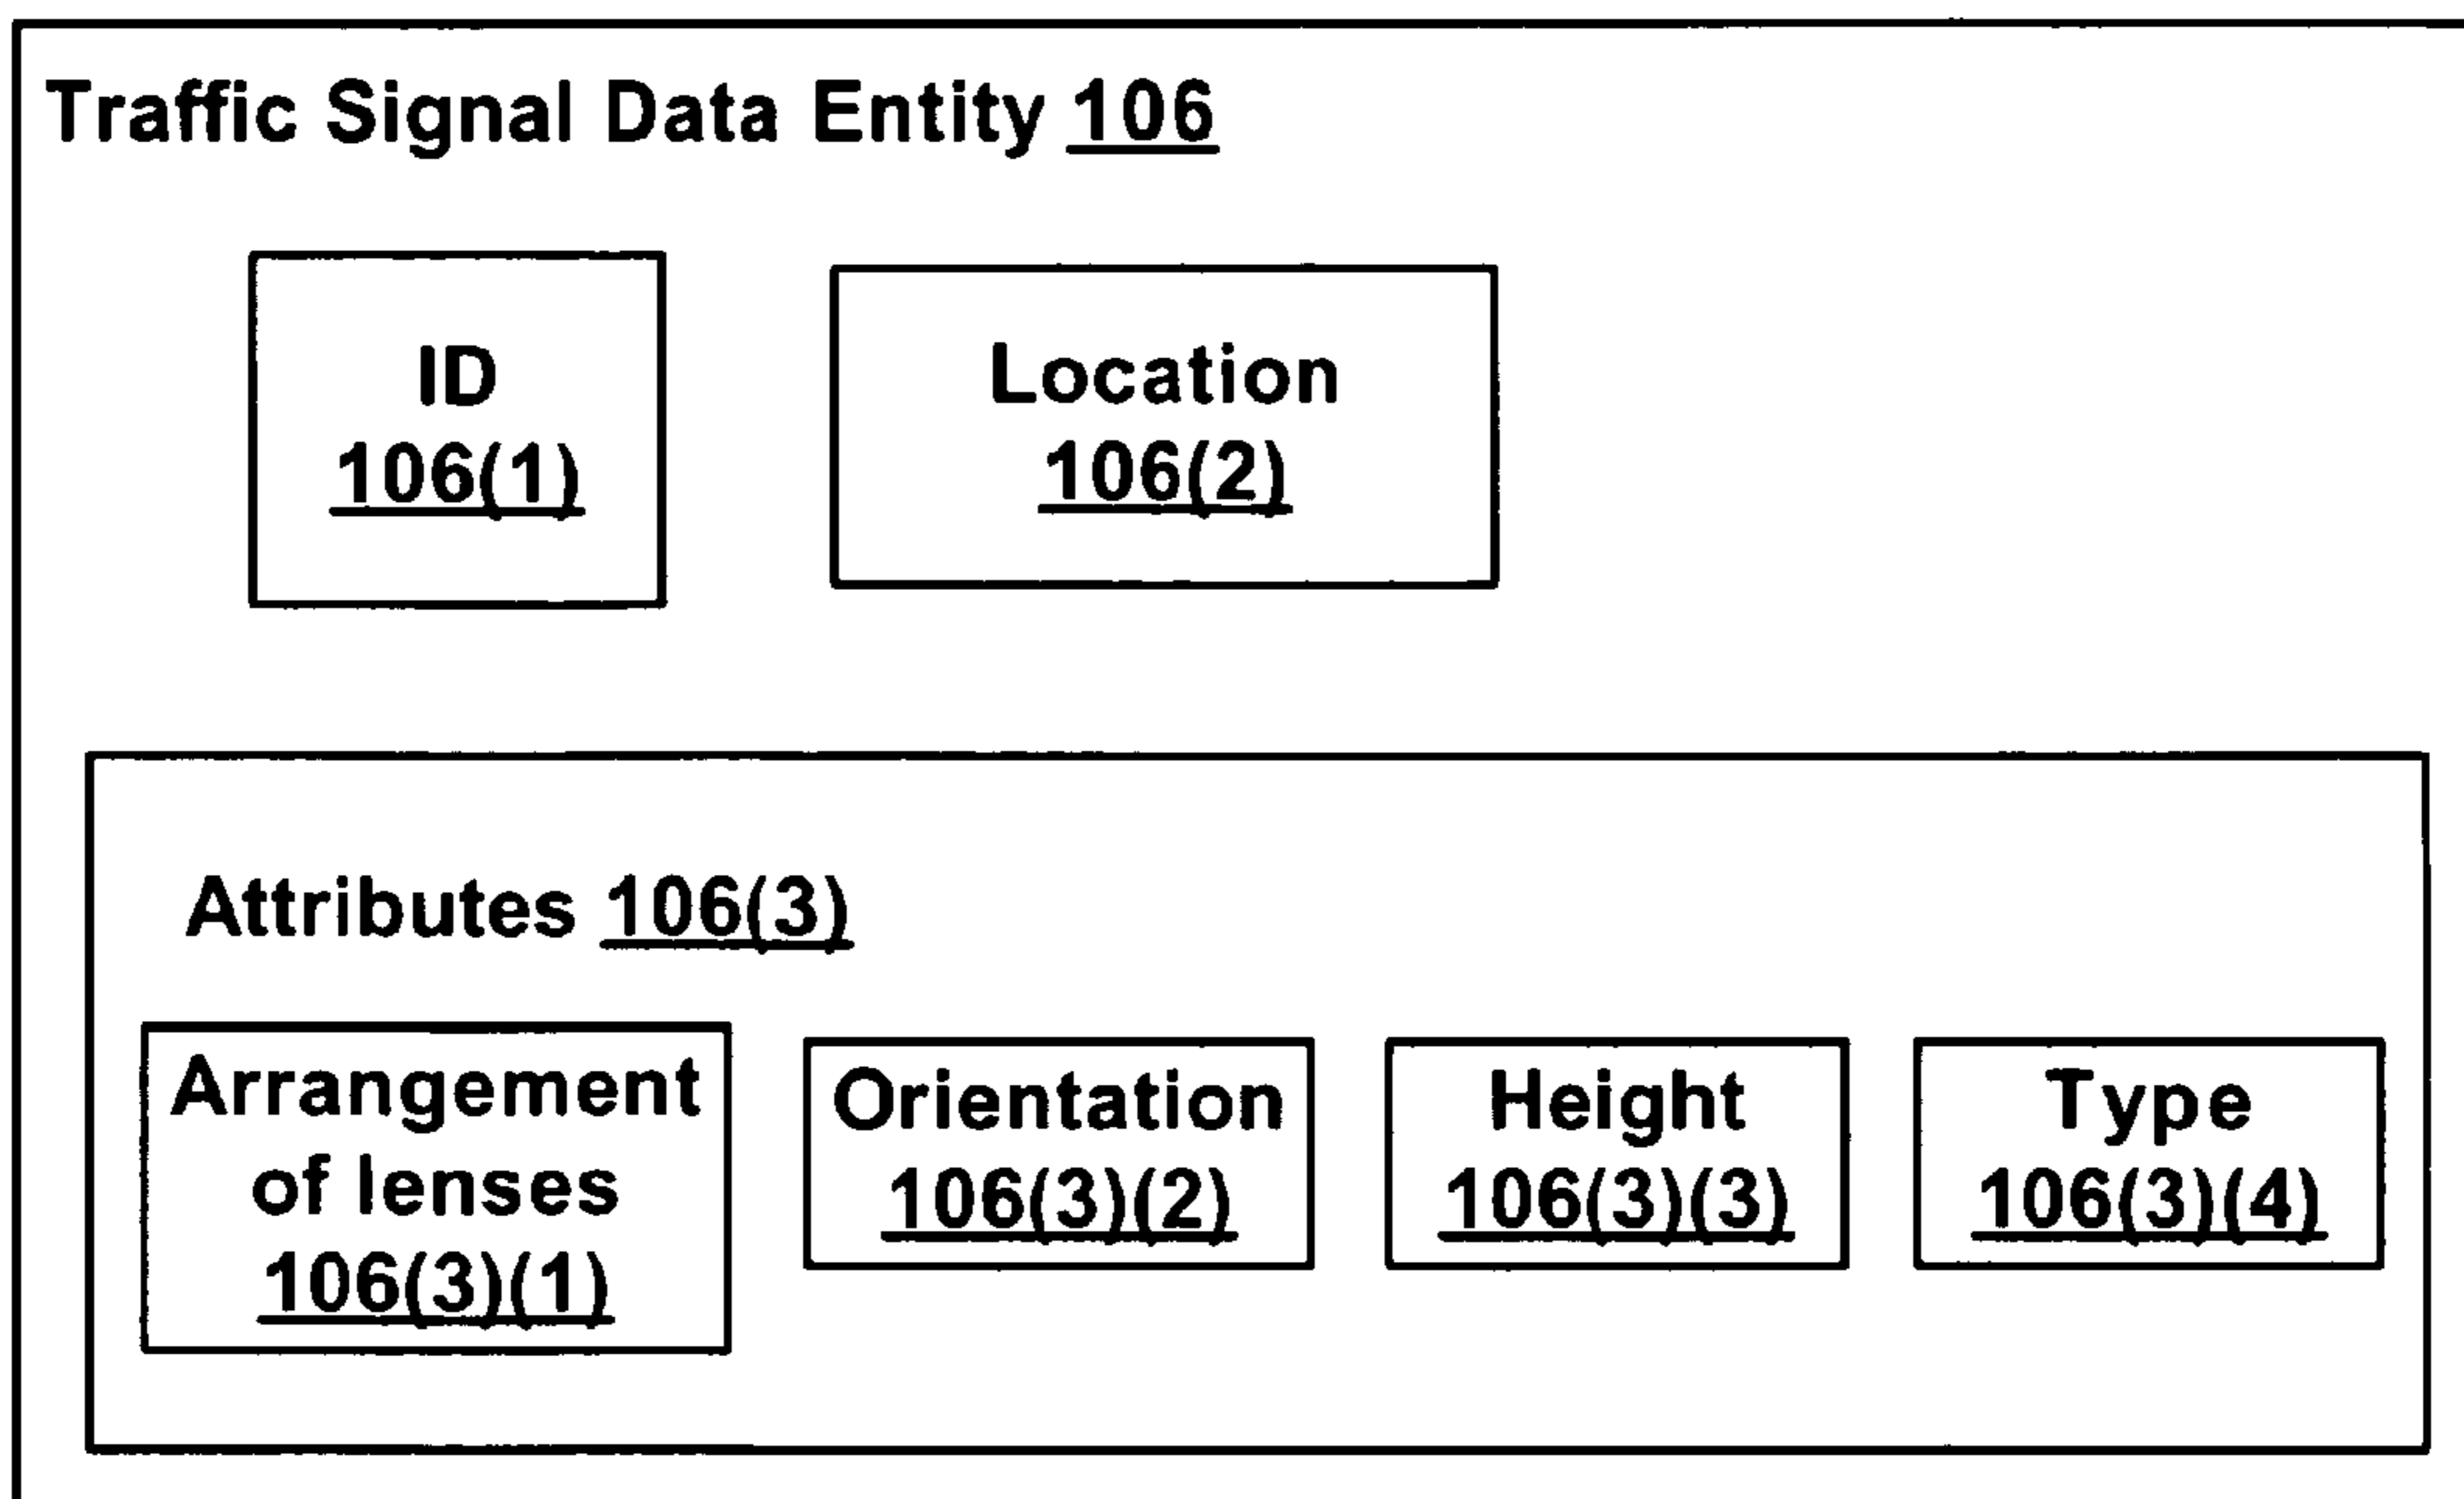 Traffic Signal Data Entity 106
ID
106(1)
Location
106(2)
Attributes 106(3)
Arrangement
of lenses
106(3)(1)
Orientation
106(3)(2)
Height
106(3)(3)
Type
106(3)(4)